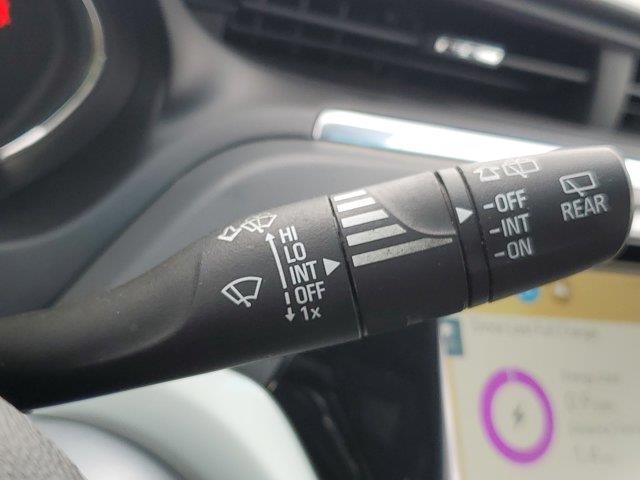 HI
LO
INT
OFF
1x
-OFF
-INT
-ON
REAR